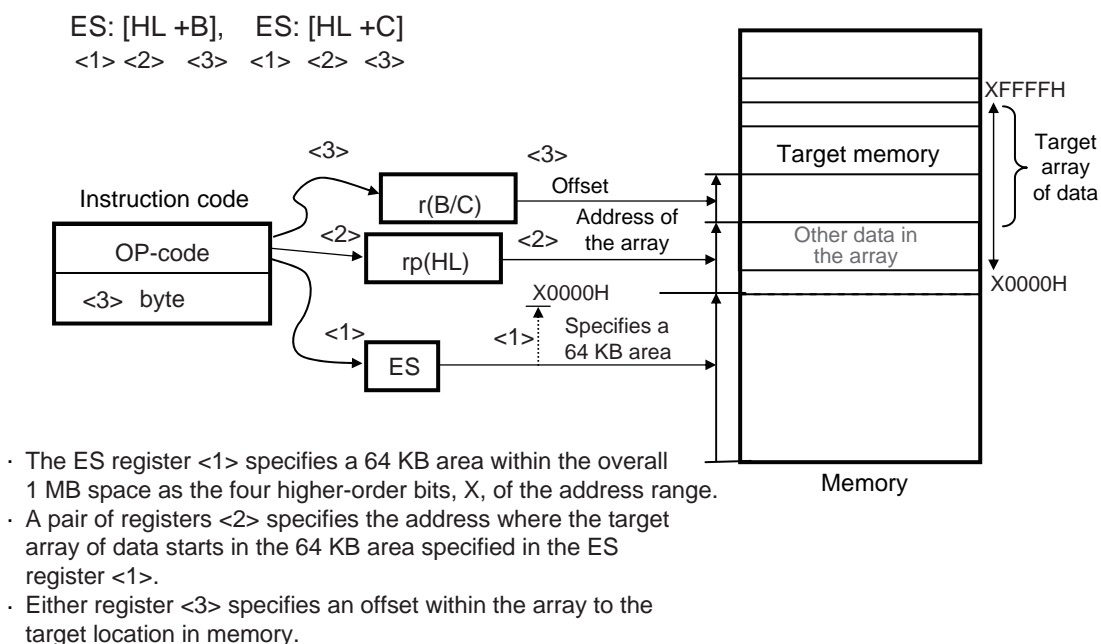 ES: [HL +B],    ES: [HL +C]
<1> <2>   <3>   <1>  <2>  <3>
XFFFFH
Target
array
of data
Target memory
<3>
<3>
Instruction code
r(B/C)
Offset
Address of
the array
OP-code
<2>
rp(HL)
<2>
Other data in
the array
<3>  byte
X0000H
X0000H
<1>
<1>
Specifies a
64 KB area
ES
Memory
· The ES register <1> specifies a 64 KB area within the overall
1 MB space as the four higher-order bits, X, of the address range.
· A pair of registers <2> specifies the address where the target
array of data starts in the 64 KB area specified in the ES
register <1>.
· Either register <3> specifies an offset within the array to the
target location in memory.